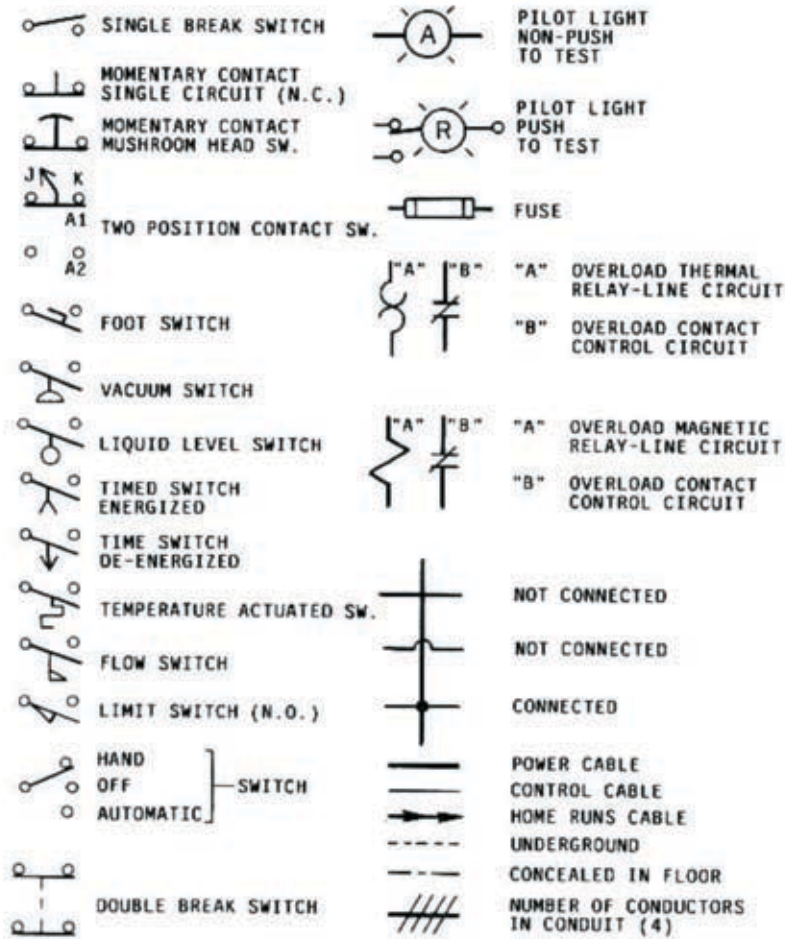 SINGLE BREAK SWITCH
MOMENTARY CONTACT
SINGLE CIRCUIT (N.C.)
MOMENTARY CONTACT
MUSHROOM HEAD SW.
J K
A1
TWO POSITION CONTACT SW.
A2
FOOT SWITCH
VACUUM SWITCH
LIQUID LEVEL SWITCH
TIMED SWITCH
ENERGIZED
TIME SWITCH
DE-ENERGIZED
TEMPERATURE ACTUATED SW.
FLOW SWITCH
LIMIT SWITCH (N.O.)
HAND
OFF
AUTOMATIC
SWITCH
DOUBLE BREAK SWITCH
A
PILOT LIGHT
NON-PUSH
TO TEST
R
PILOT LIGHT
PUSH
TO TEST
FUSE
"A" "B"
"A" OVERLOAD THERMAL
RELAY-LINE CIRCUIT
"B" OVERLOAD CONTACT
CONTROL CIRCUIT
"A" "B"
"A" OVERLOAD MAGNETIC
RELAY-LINE CIRCUIT
"B" OVERLOAD CONTACT
CONTROL CIRCUIT
NOT CONNECTED
NOT CONNECTED
CONNECTED
POWER CABLE
CONTROL CABLE
HOME RUNS CABLE
UNDERGROUND
CONCEALED IN FLOOR
NUMBER OF CONDUCTORS
IN CONDUIT (4)